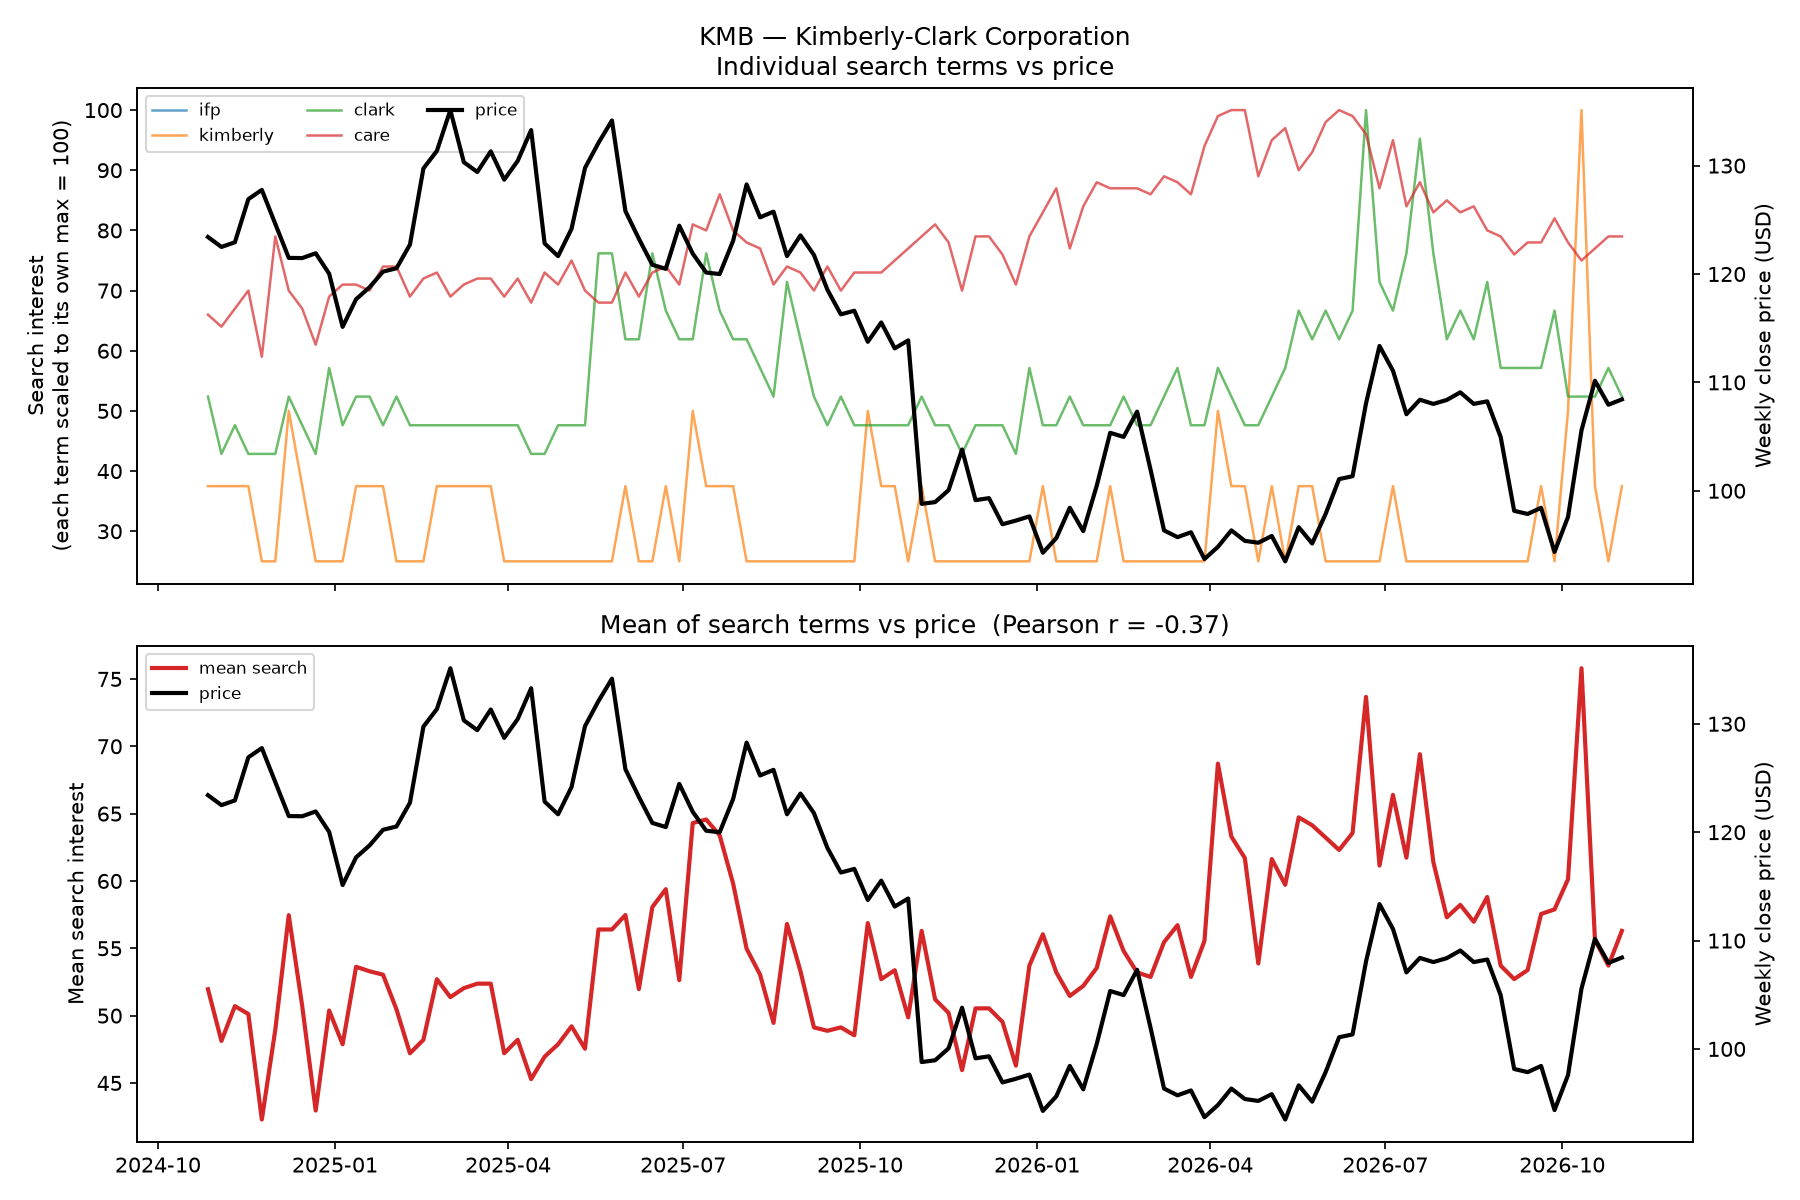 KMB — Kimberly-Clark Corporation
Individual search terms vs price
ifp
kimberly
clark
care
price
Search interest
(each term scaled to its own max = 100)
100
90
80
70
60
50
40
30
130
120
110
100
Weekly close price (USD)
Mean of search terms vs price (Pearson r = -0.37)
mean search
price
Mean search interest
75
70
65
60
55
50
45
130
120
110
100
Weekly close price (USD)
2024-10
2025-01
2025-04
2025-07
2025-10
2026-01
2026-04
2026-07
2026-10